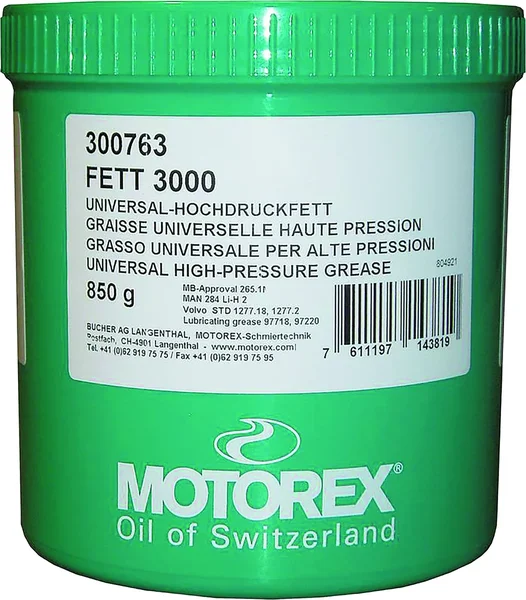 300763
FETT 3000
UNIVERSAL-HOCHDRUCKFETT
GRAISSE UNIVERSELLE HAUTE PRESSION
GRASSO UNIVERSALE PER ALTE PRESSIONI
UNIVERSAL HIGH-PRESSURE GREASE
804921
850 g
MB-Approval 265.1
MAN 284 Li-H 2
Volvo STD 1277.18, 1277.2
Lubricating grease 97718, 97220
BUCHER AG LANGENTHAL, MOTOREX-Schmiertechnik
Postfach, CH-4901 Langenthal - www.motorex.com
Tel. +41 (0)62 919 75 75 / Fax +41 (0)62 919 75 95
7 611197 143819
MOTOREX®
Oil of Switzerland